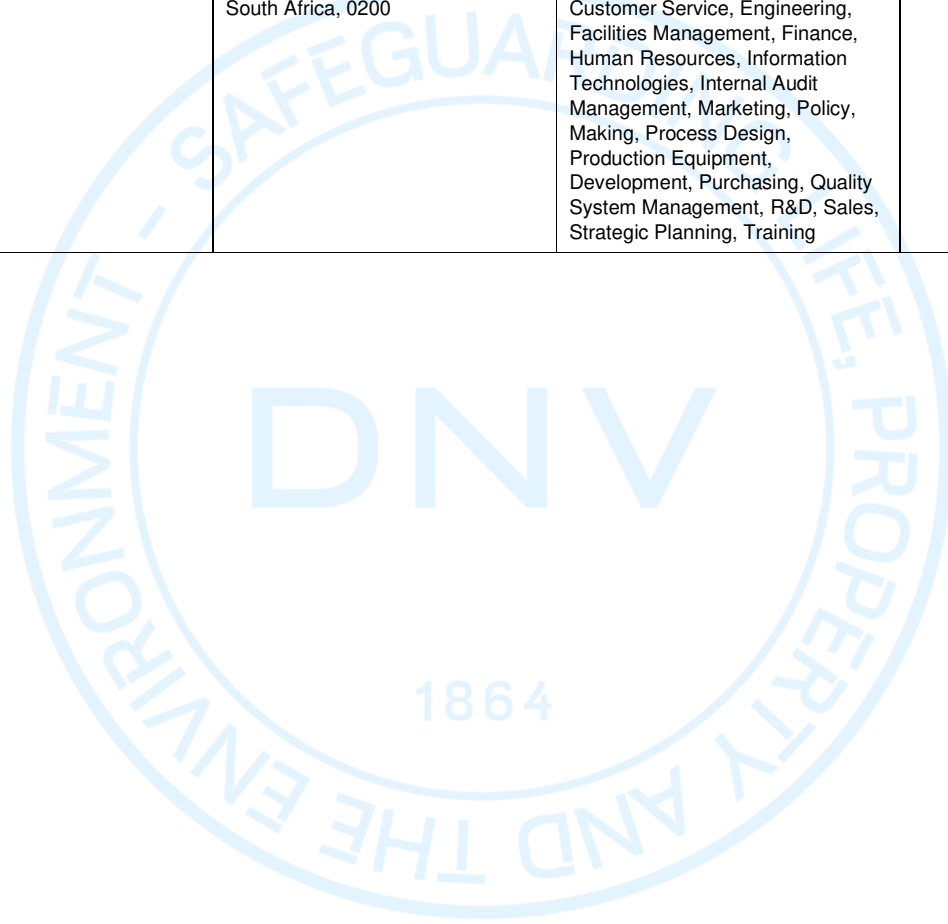 South Africa, 0200
Customer Service, Engineering,
Facilities Management, Finance,
Human Resources, Information
Technologies, Internal Audit
Management, Marketing, Policy,
Making, Process Design,
Production Equipment,
Development, Purchasing, Quality
System Management, R&D, Sales,
Strategic Planning, Training
SAFEGUARDING LIFE, PROPERTY AND THE ENVIRONMENT –
DNV
1864